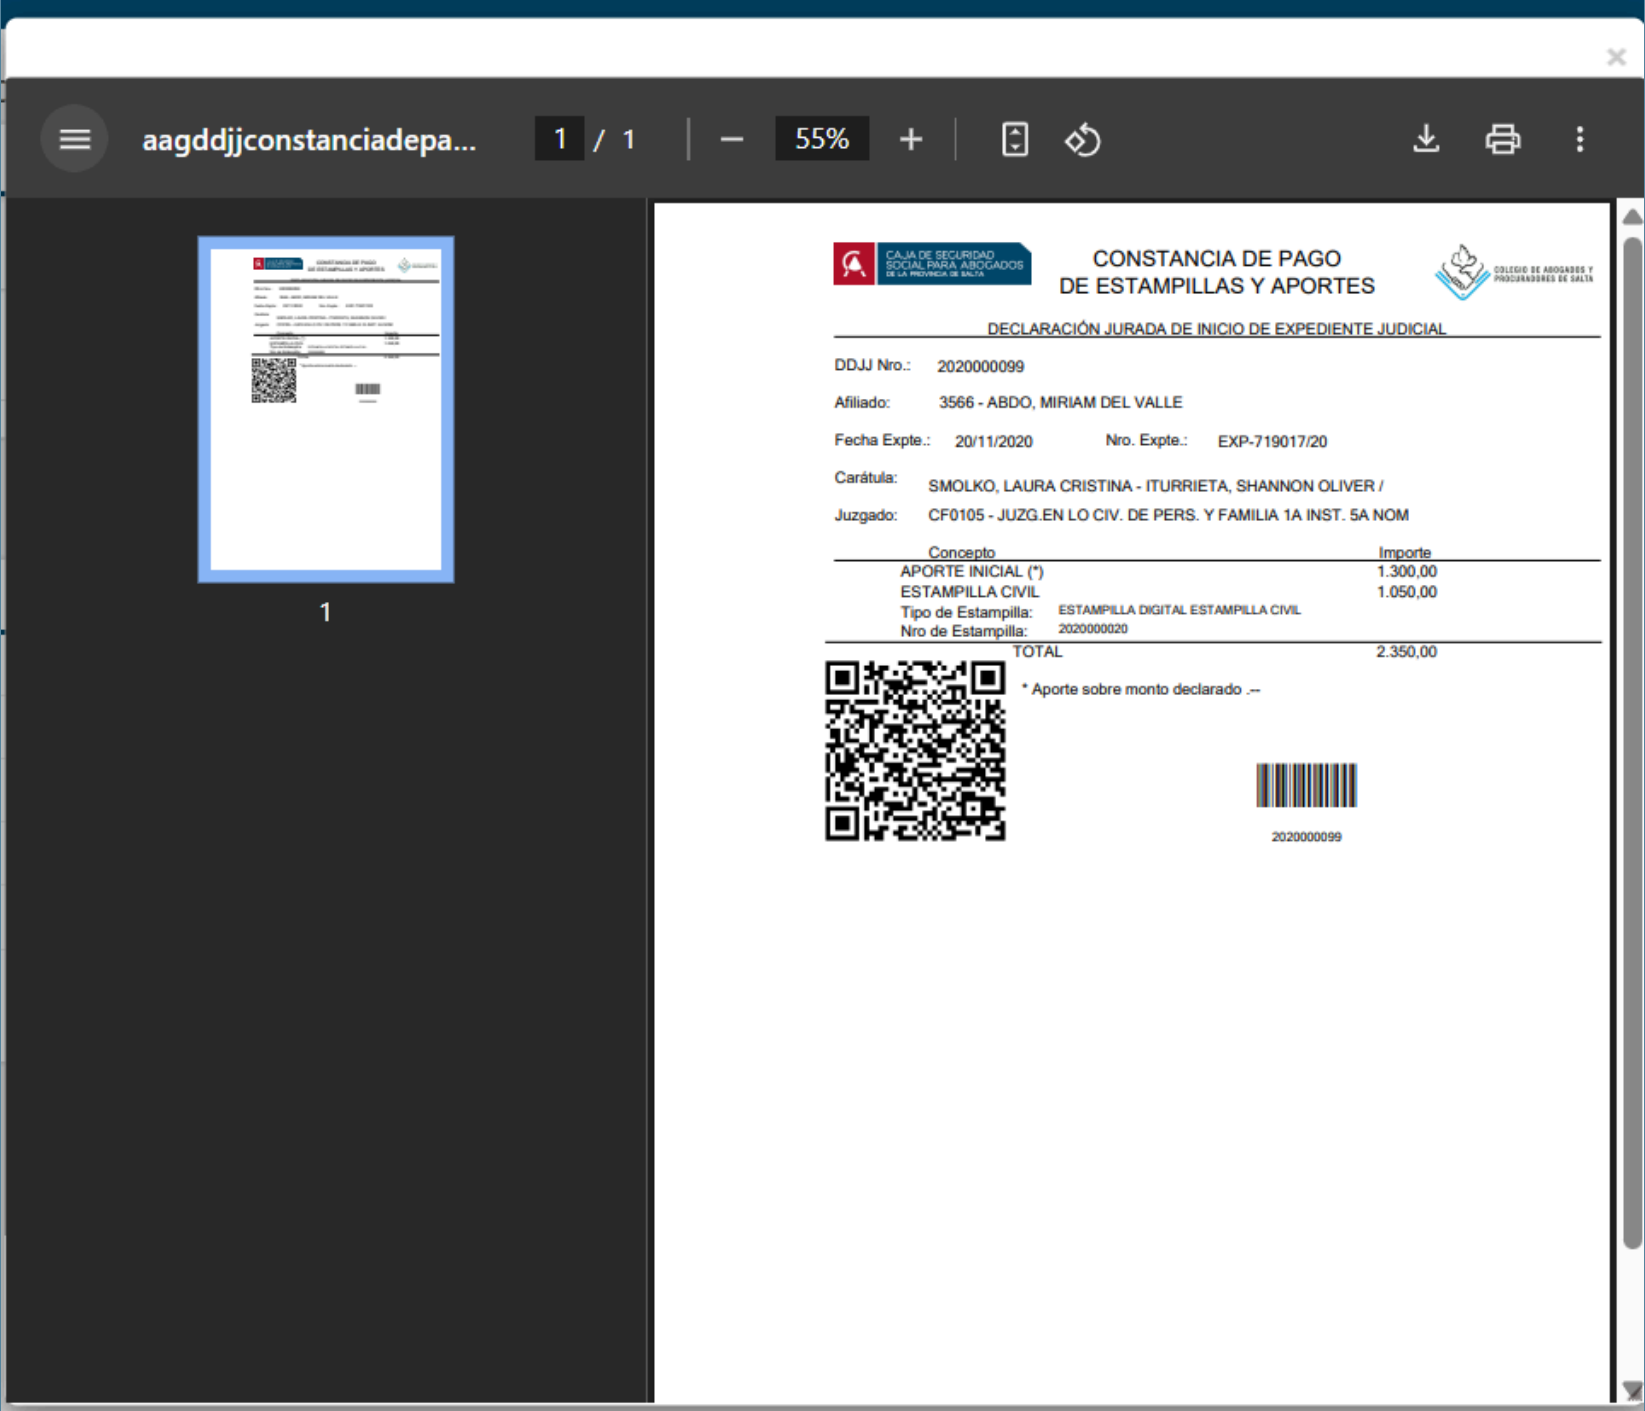 aagddjjconstanciadepa...
1 / 1
55%
1
CAJA DE SEGURIDAD
SOCIAL PARA ABOGADOS
DE LA PROVINCIA DE SALTA
CONSTANCIA DE PAGO
DE ESTAMPILLAS Y APORTES
COLEGIO DE ABOGADOS Y
PROCURADORES DE SALTA
DECLARACIÓN JURADA DE INICIO DE EXPEDIENTE JUDICIAL
DDJJ Nro.: 2020000099
Afiliado: 3566 - ABDO, MIRIAM DEL VALLE
Fecha Expte.: 20/11/2020 Nro. Expte.: EXP-719017/20
Carátula: SMOLKO, LAURA CRISTINA - ITURRIETA, SHANNON OLIVER /
Juzgado: CF0105 - JUZG.EN LO CIV. DE PERS. Y FAMILIA 1A INST. 5A NOM
Concepto Importe
APORTE INICIAL (*) 1.300,00
ESTAMPILLA CIVIL 1.050,00
Tipo de Estampilla: ESTAMPILLA DIGITAL ESTAMPILLA CIVIL
Nro de Estampilla: 2020000020
TOTAL 2.350,00
* Aporte sobre monto declarado .--
2020000099